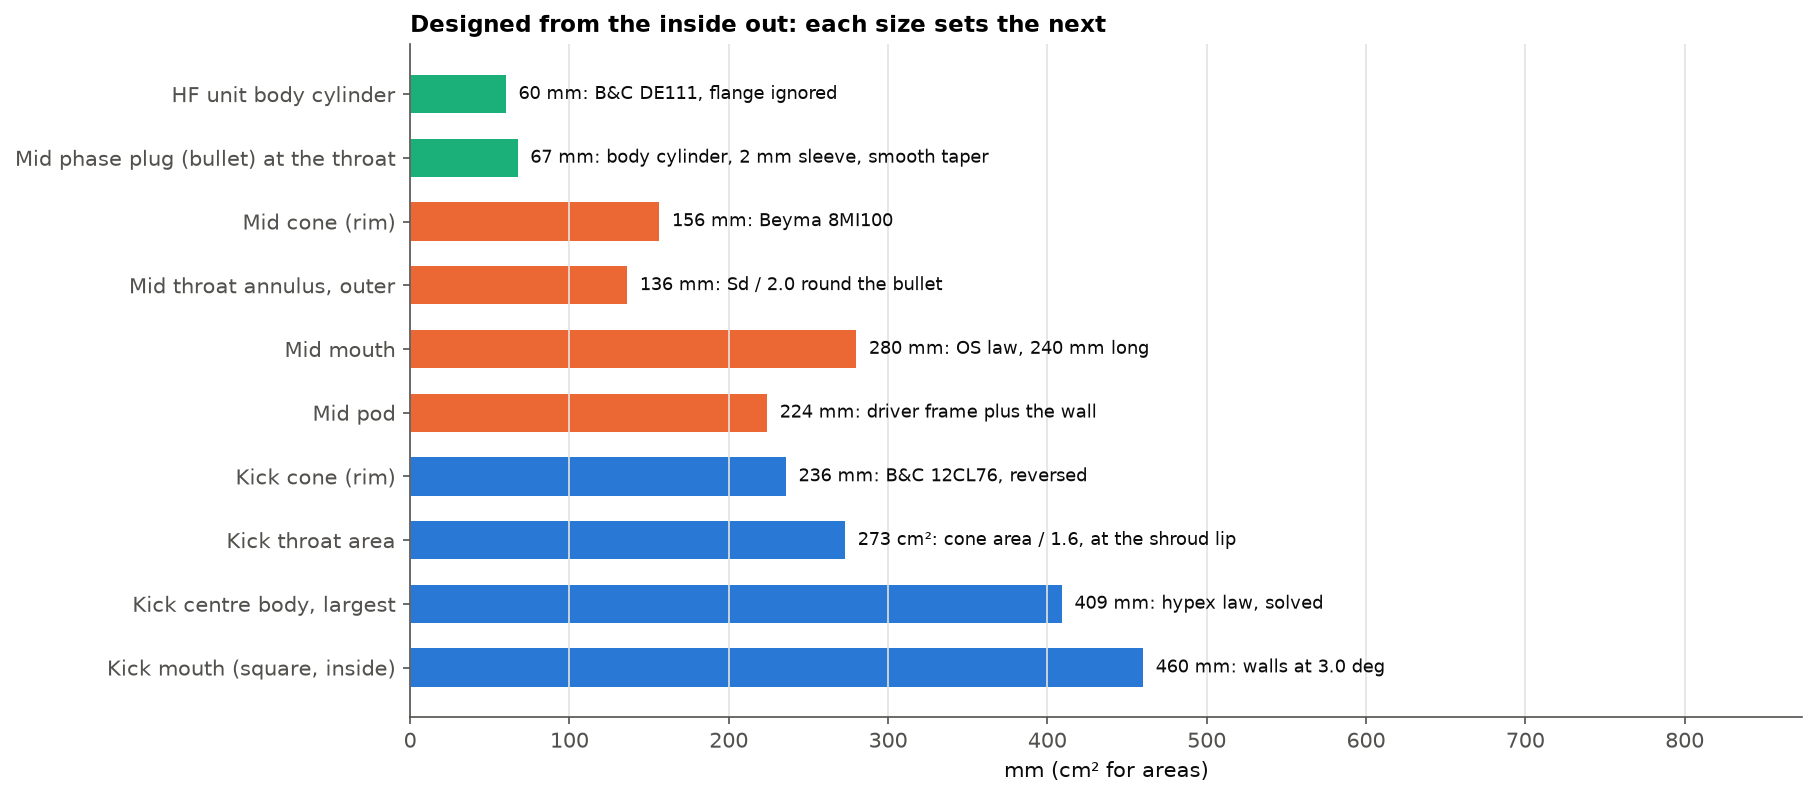 Designed from the inside out: each size sets the next
HF unit body cylinder 60 mm: B&C DE111, flange ignored
Mid phase plug (bullet) at the throat 67 mm: body cylinder, 2 mm sleeve, smooth taper
Mid cone (rim) 156 mm: Beyma 8MI100
Mid throat annulus, outer 136 mm: Sd / 2.0 round the bullet
Mid mouth 280 mm: OS law, 240 mm long
Mid pod 224 mm: driver frame plus the wall
Kick cone (rim) 236 mm: B&C 12CL76, reversed
Kick throat area 273 cm²: cone area / 1.6, at the shroud lip
Kick centre body, largest 409 mm: hypex law, solved
Kick mouth (square, inside) 460 mm: walls at 3.0 deg
0 100 200 300 400 500 600 700 800
mm (cm² for areas)